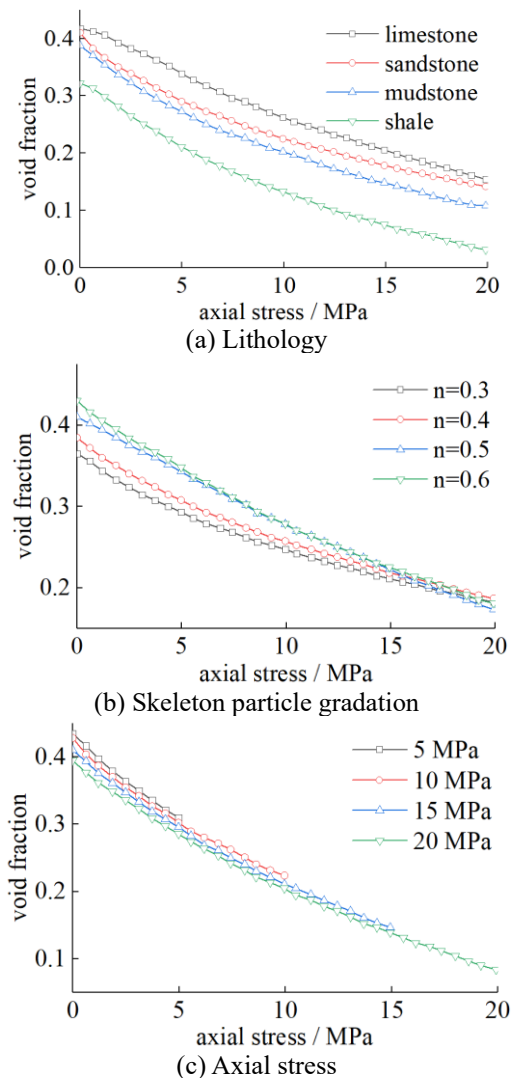 0.4
0.3
0.2
0.1
0.0
void fraction
limestone
sandstone
mudstone
shale
0 5 10 15 20
axial stress / MPa
(a) Lithology
0.4
0.3
0.2
void fraction
n=0.3
n=0.4
n=0.5
n=0.6
0 5 10 15 20
axial stress / MPa
(b) Skeleton particle gradation
0.4
0.3
0.2
0.1
void fraction
5 MPa
10 MPa
15 MPa
20 MPa
0 5 10 15 20
axial stress / MPa
(c) Axial stress